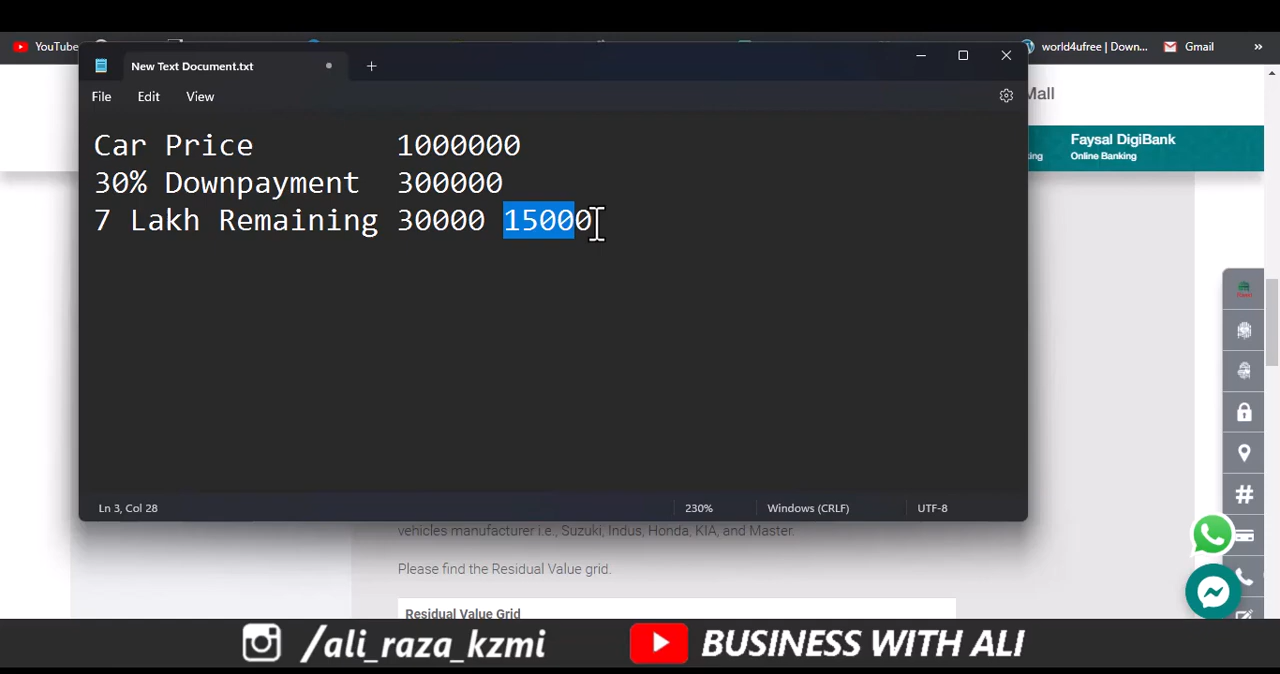 YouTube
world4ufree | Down...
Gmail
»
New Text Document.txt
File
Edit
View
Mall
Faysal DigiBank
Online Banking
king
Car Price 1000000
30% Downpayment 300000
7 Lakh Remaining 30000 15000
Ln 3, Col 28
230%
Windows (CRLF)
UTF-8
vehicles manufacturer i.e., Suzuki, Indus, Honda, KIA, and Master.
Please find the Residual Value grid.
Residual Value Grid
/ali_raza_kzmi
BUSINESS WITH ALI